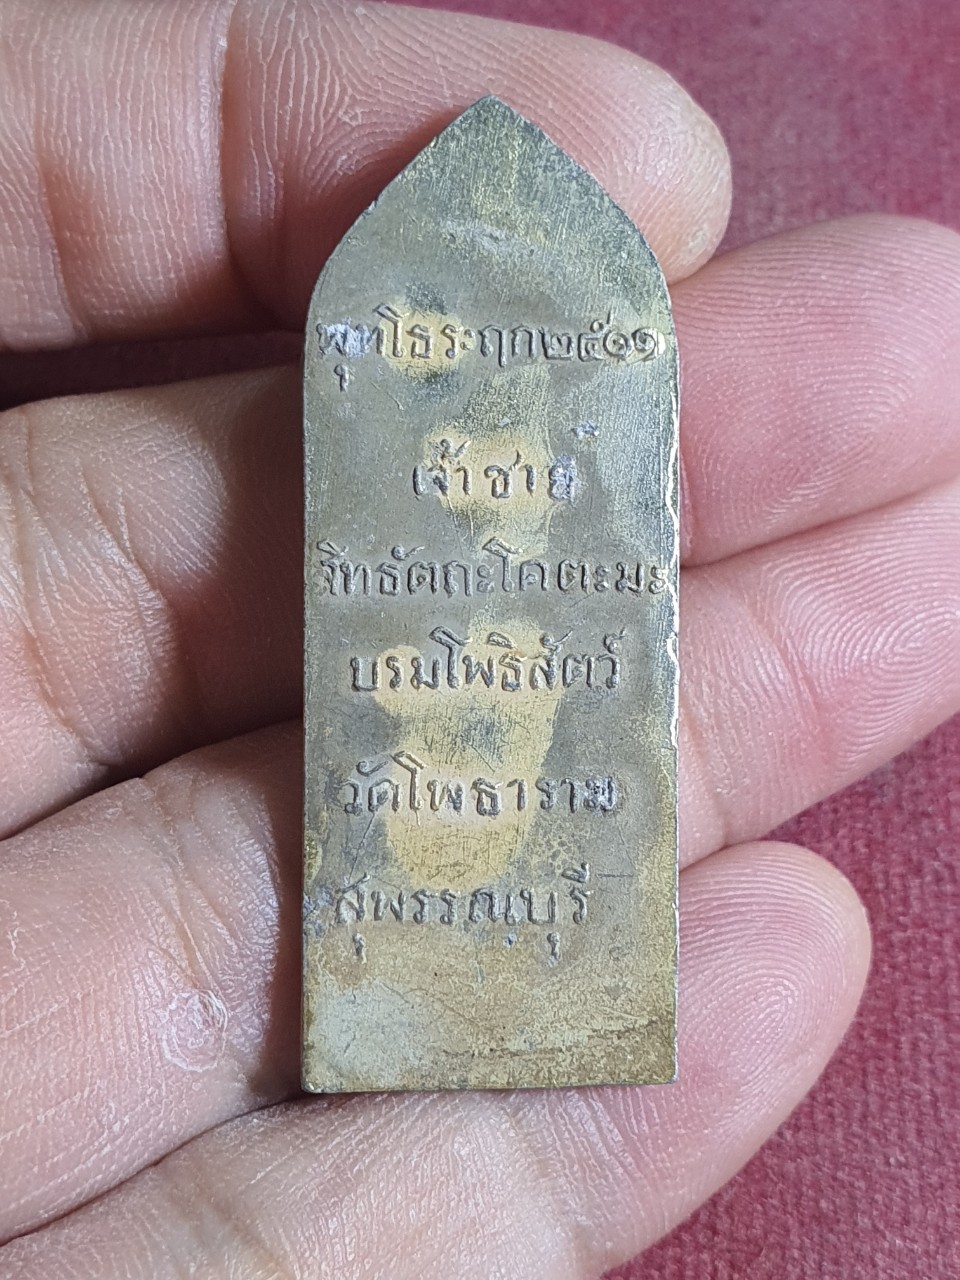 พุทโธระฤก๒๕๑๑
เจ้าชาย
สิทธัตถะโคตะมะ
บรมโพธิสัตว์
วัดโพธาราม
สุพรรณบุรี